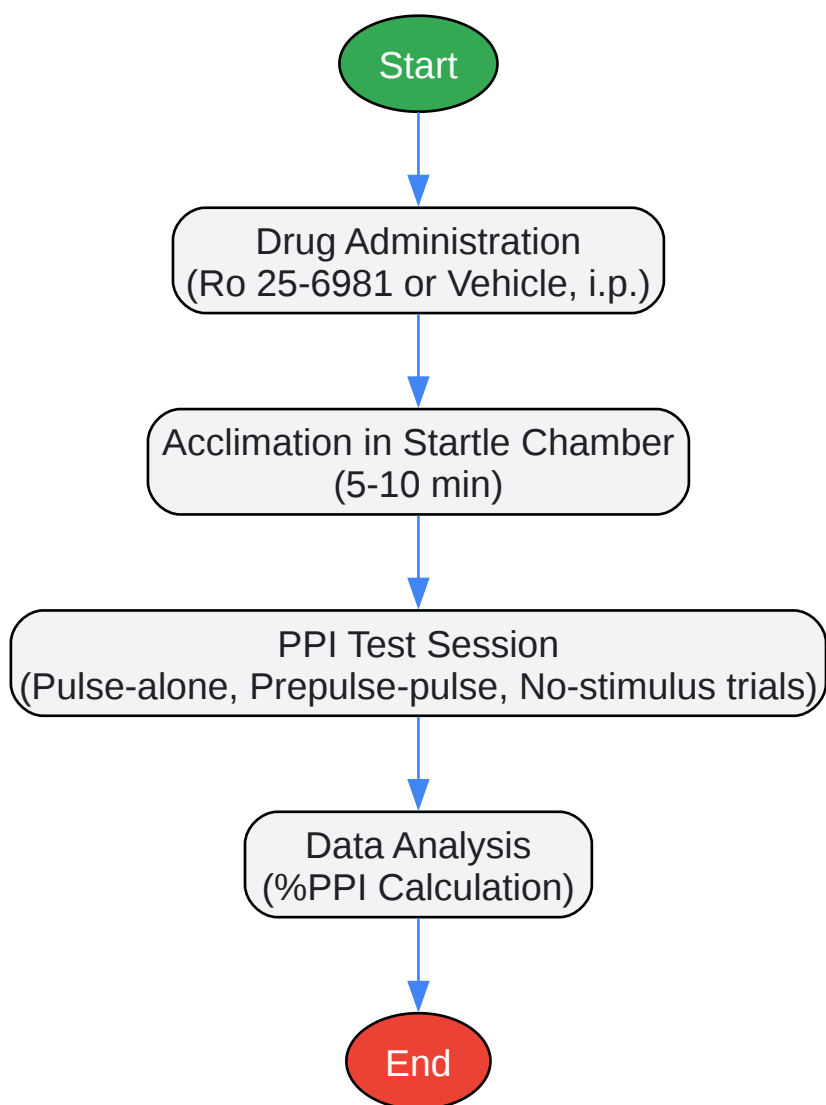 Start
Drug Administration
(Ro 25-6981 or Vehicle, i.p.)
Acclimation in Startle Chamber
(5-10 min)
PPI Test Session
(Pulse-alone, Prepulse-pulse, No-stimulus trials)
Data Analysis
(%PPI Calculation)
End